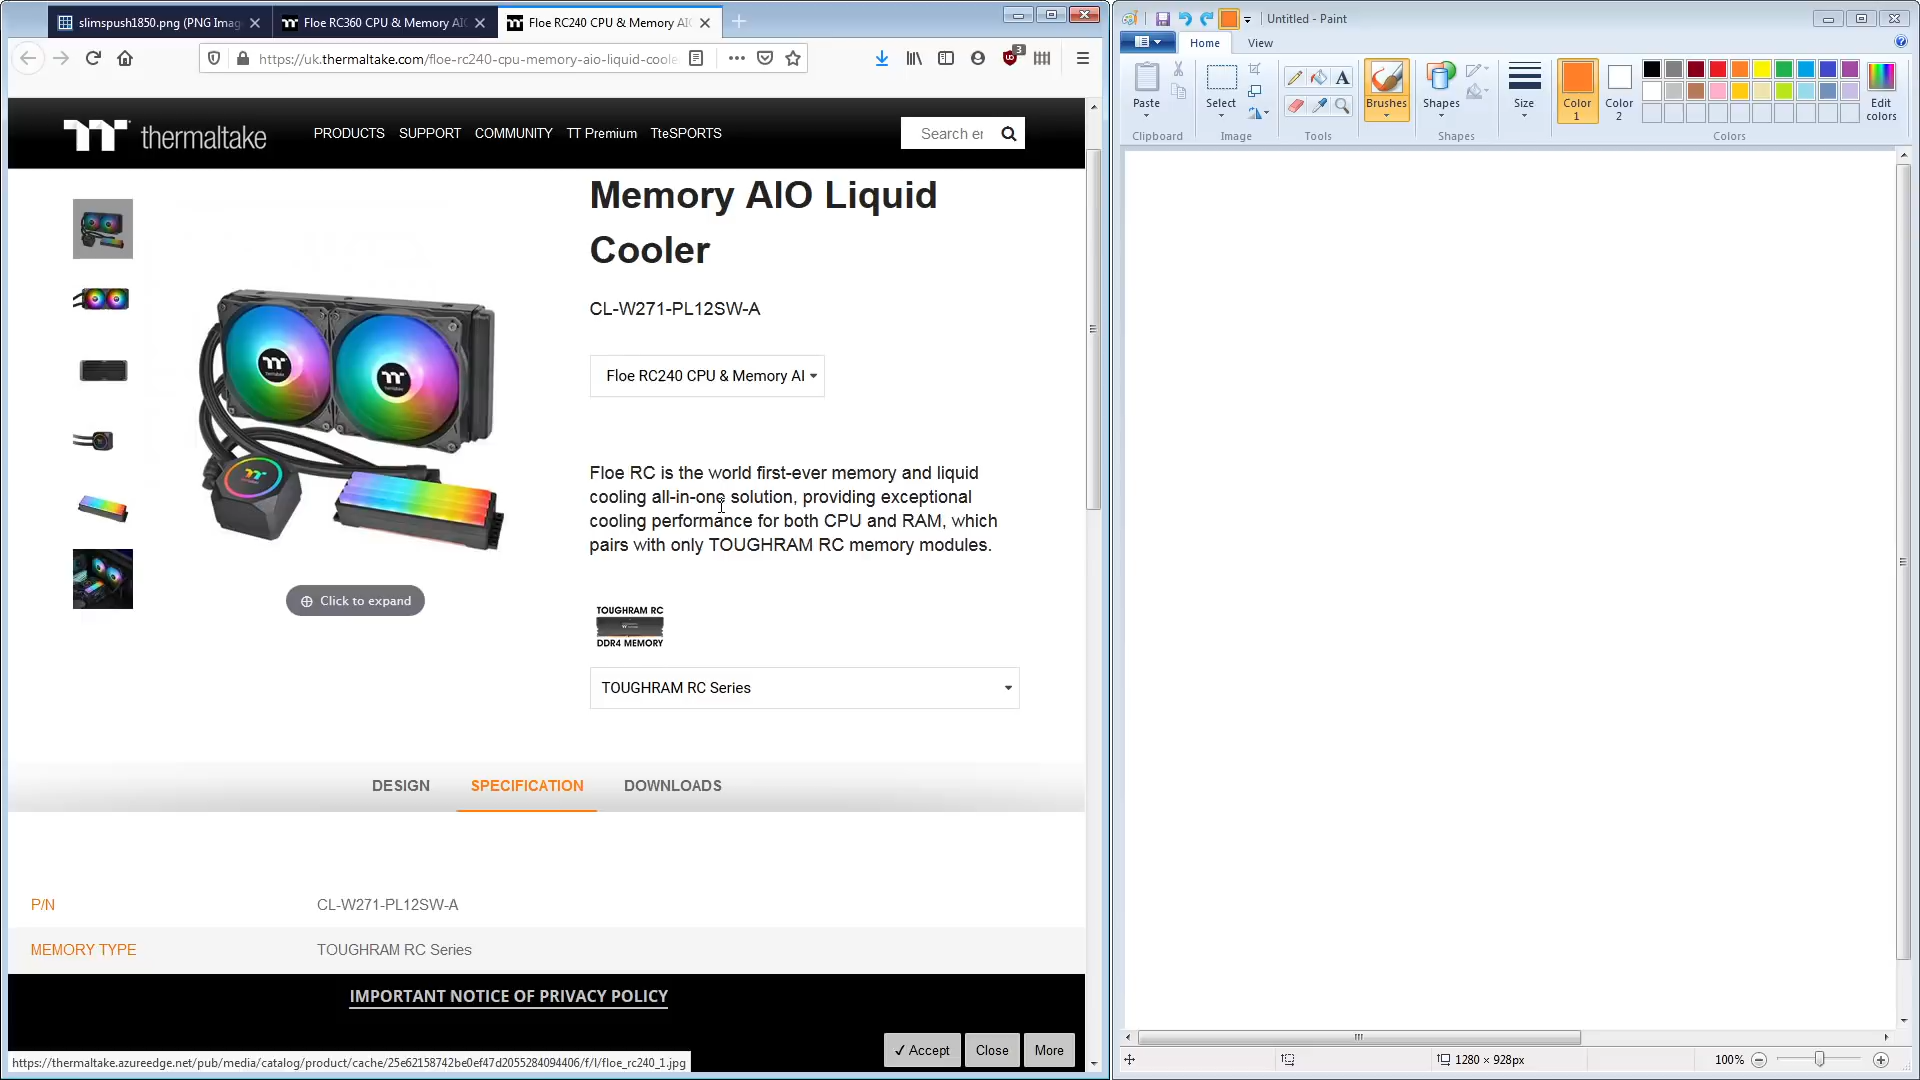 slimspush1850.png (PNG Imag
Floe RC360 CPU & Memory AIO
Floe RC240 CPU & Memory AIO
https://uk.thermaltake.com/floe-rc240-cpu-memory-aio-liquid-coole
3
thermaltake
PRODUCTS SUPPORT COMMUNITY TT Premium TteSPORTS
Search er
Memory AIO Liquid
Cooler
CL-W271-PL12SW-A
Floe RC240 CPU & Memory AI
Floe RC is the world first-ever memory and liquid
cooling all-in-one solution, providing exceptional
cooling performance for both CPU and RAM, which
pairs with only TOUGHRAM RC memory modules.
Click to expand
TOUGHRAM RC
DDR4 MEMORY
TOUGHRAM RC Series
DESIGN SPECIFICATION DOWNLOADS
P/N CL-W271-PL12SW-A
MEMORY TYPE TOUGHRAM RC Series
IMPORTANT NOTICE OF PRIVACY POLICY
✓ Accept Close More
https://thermaltake.azureedge.net/pub/media/catalog/product/cache/25e62158742be0ef47d2055284094406/f/l/floe_rc240_1.jpg
Untitled - Paint
Home View
Paste
Select
Brushes
Shapes
Size
Color
1
Color
2
Edit
colors
Clipboard Image Tools Shapes Colors
1280 × 928px
100%